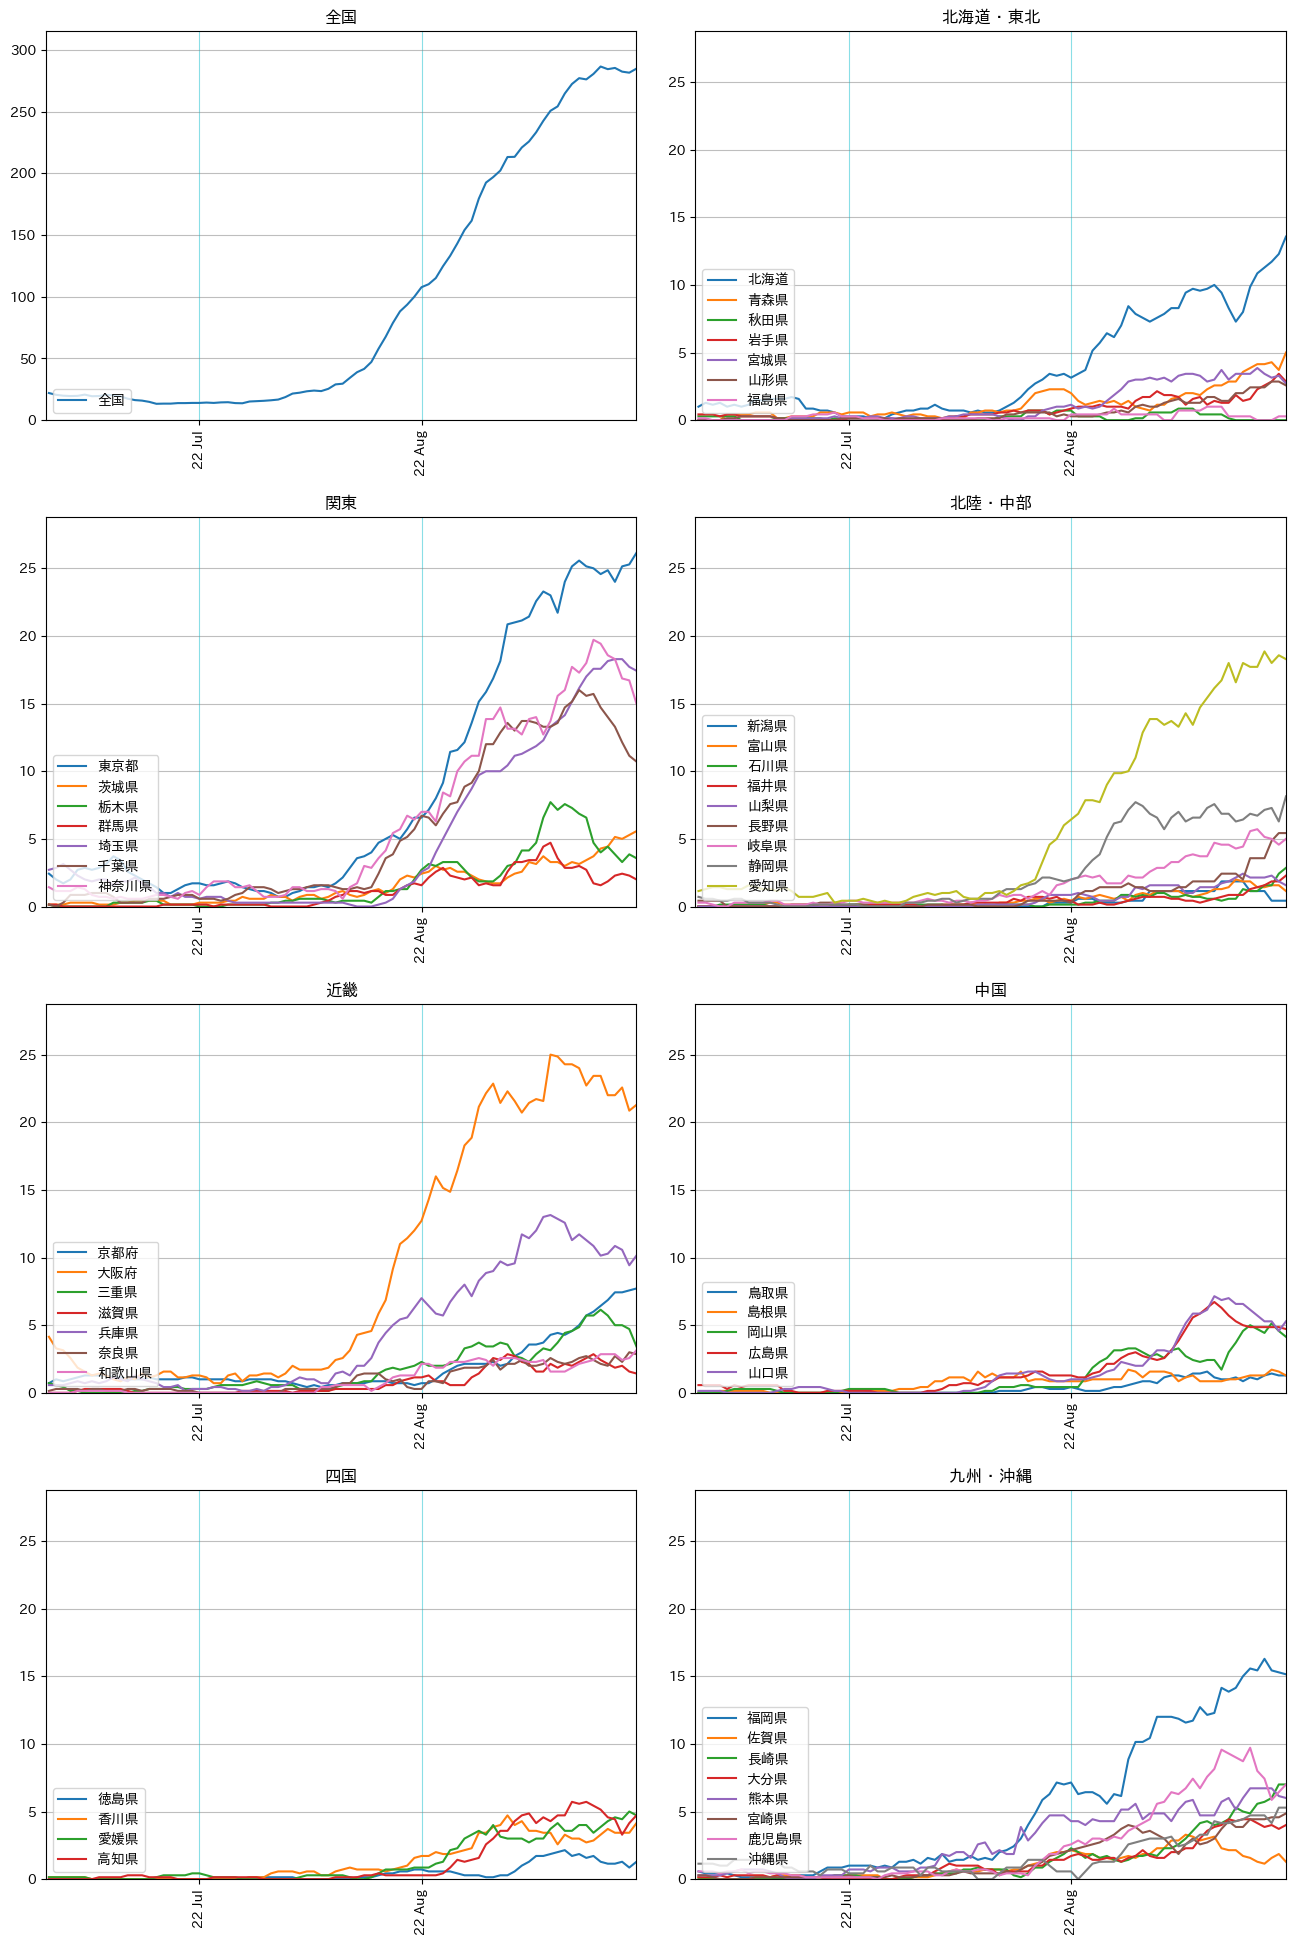 全国
300
250
200
150
100
50
0
全国
22 Jul
22 Aug
北海道・東北
25
20
15
10
5
0
北海道
青森県
秋田県
岩手県
宮城県
山形県
福島県
22 Jul
22 Aug
関東
25
20
15
10
5
0
東京都
茨城県
栃木県
群馬県
埼玉県
千葉県
神奈川県
22 Jul
22 Aug
北陸・中部
25
20
15
10
5
0
新潟県
富山県
石川県
福井県
山梨県
長野県
岐阜県
静岡県
愛知県
22 Jul
22 Aug
近畿
25
20
15
10
5
0
京都府
大阪府
三重県
滋賀県
兵庫県
奈良県
和歌山県
22 Jul
22 Aug
中国
25
20
15
10
5
0
鳥取県
島根県
岡山県
広島県
山口県
22 Jul
22 Aug
四国
25
20
15
10
5
0
徳島県
香川県
愛媛県
高知県
22 Jul
22 Aug
九州・沖縄
25
20
15
10
5
0
福岡県
佐賀県
長崎県
大分県
熊本県
宮崎県
鹿児島県
沖縄県
22 Jul
22 Aug